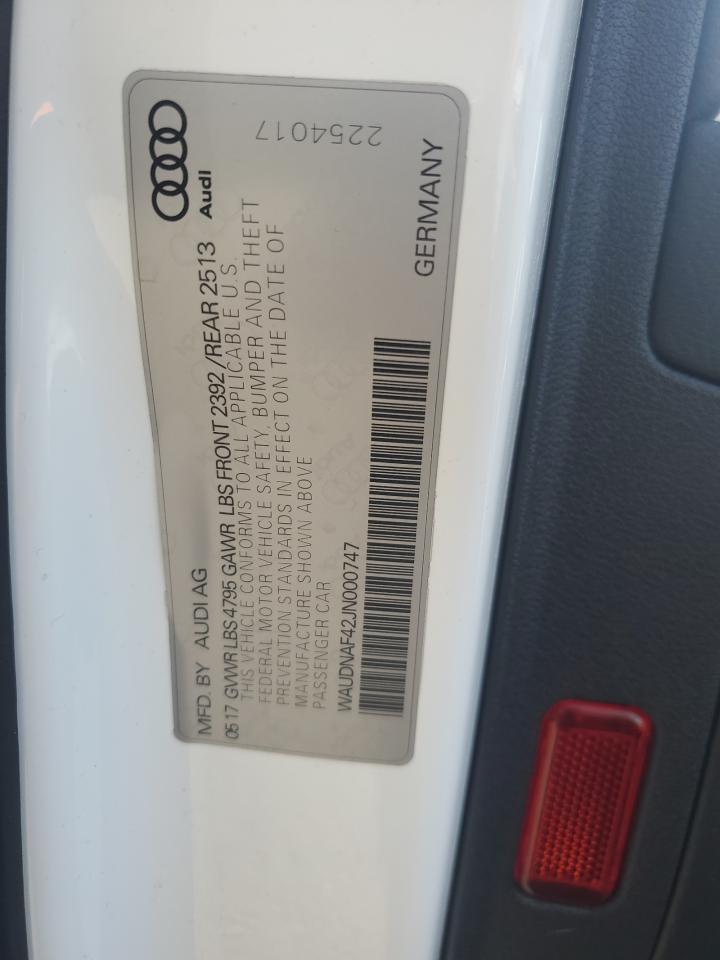 MFD. BY AUDI AG
Audi
0517 GVWR LBS 4795 GAWR LBS FRONT 2392/REAR 2513
THIS VEHICLE CONFORMS TO ALL APPLICABLE U.S.
FEDERAL MOTOR VEHICLE SAFETY, BUMPER AND THEFT
PREVENTION STANDARDS IN EFFECT ON THE DATE OF
MANUFACTURE SHOWN ABOVE
PASSENGER CAR
WAUDNAF42JN000747
2254017
GERMANY